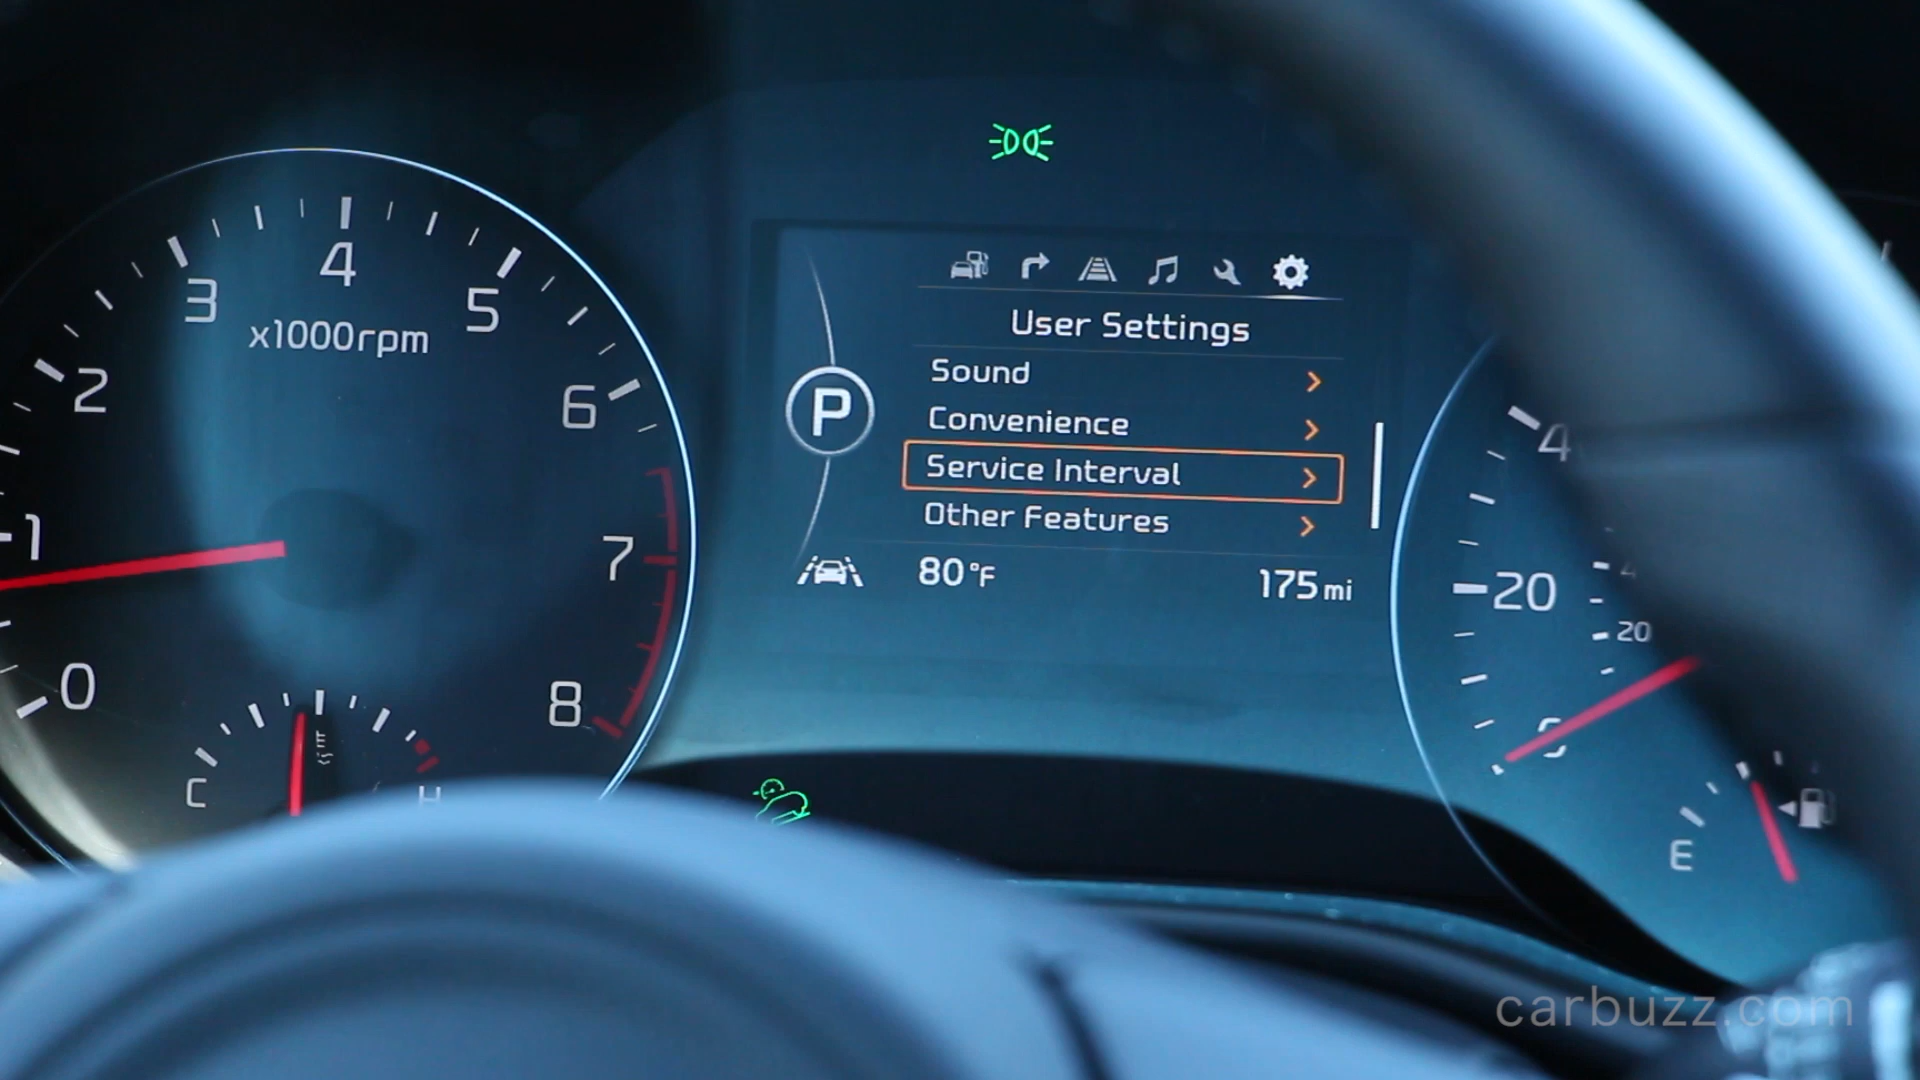 4
3
5
x1000rpm
2
6
1
7
0
8
C
H
User Settings
Sound
Convenience
Service Interval
Other Features
P
80°F
175mi
4
20
20
E
carbuzz.com